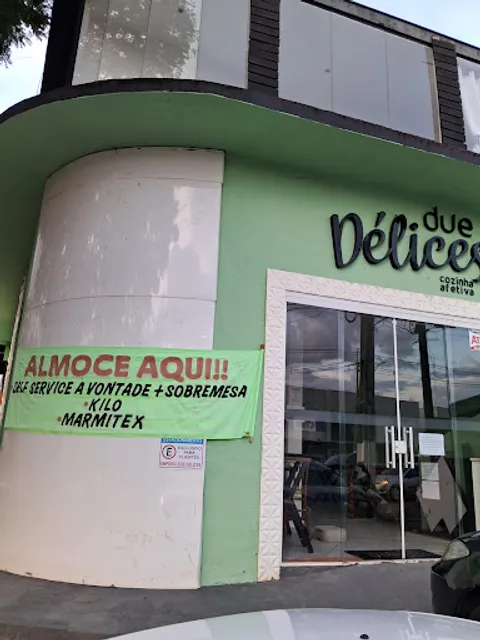 due
Délices
cozinha
afetiva
ALMOCE AQUI!!!
SELF SERVICE A VONTADE + SOBREMESA
• KILO
• MARMITEX
E